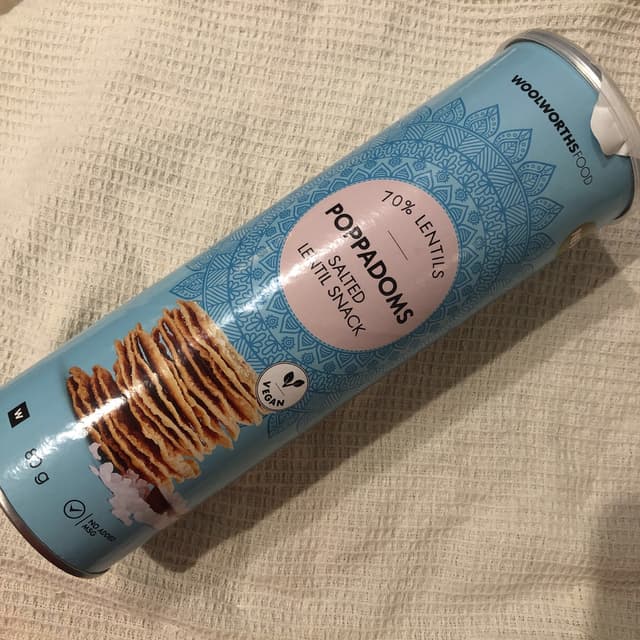 WOOLWORTHSFOOD
70% LENTILS
POPPADOMS
SALTED
LENTIL SNACK
VEGAN
W
80 g
NO ADDED
MSG